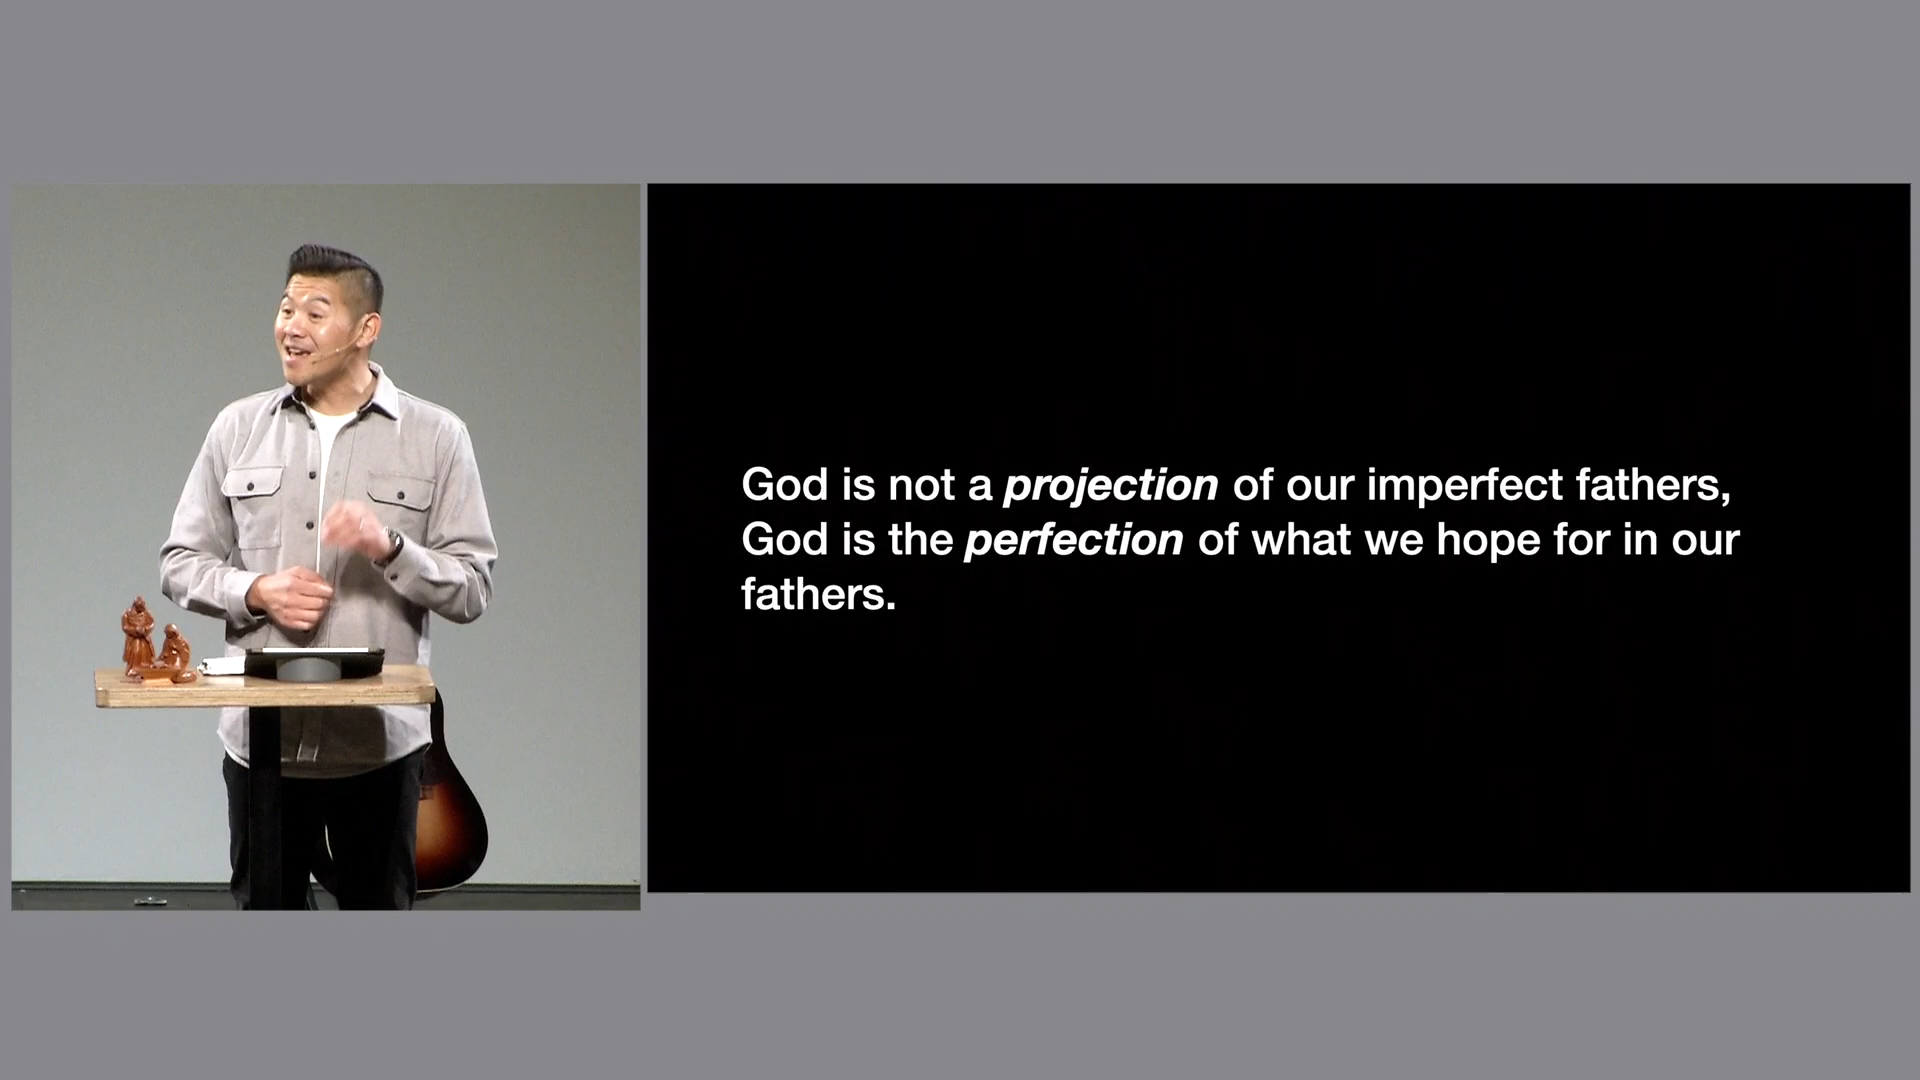 God is not a projection of our imperfect fathers,
God is the perfection of what we hope for in our
fathers.